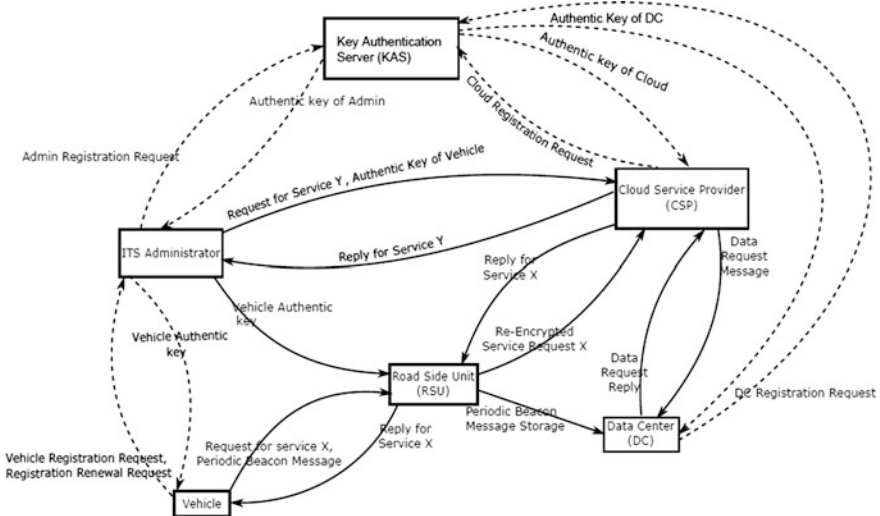 Authentic Key of DC
Key Authentication
Server (KAS)
Authentic key of Cloud
Authentic key of Admin
Cloud Registration Request
Admin Registration Request
Request for Service Y , Authentic Key of Vehicle
Cloud Service Provider
(CSP)
ITS Administrator
Reply for Service Y
Reply for
Service X
Data
Request
Message
Vehicle Authentic
key
Vehicle Authentic
key
Re-Encrypted
Service Request X
Road Side Unit
(RSU)
Data
Request
Reply
DC Registration Request
Periodic Beacon
Message Storage
Data Center
(DC)
Request for service X,
Periodic Beacon Message
Reply for
Service X
Vehicle Registration Request,
Registration Renewal Request
Vehicle